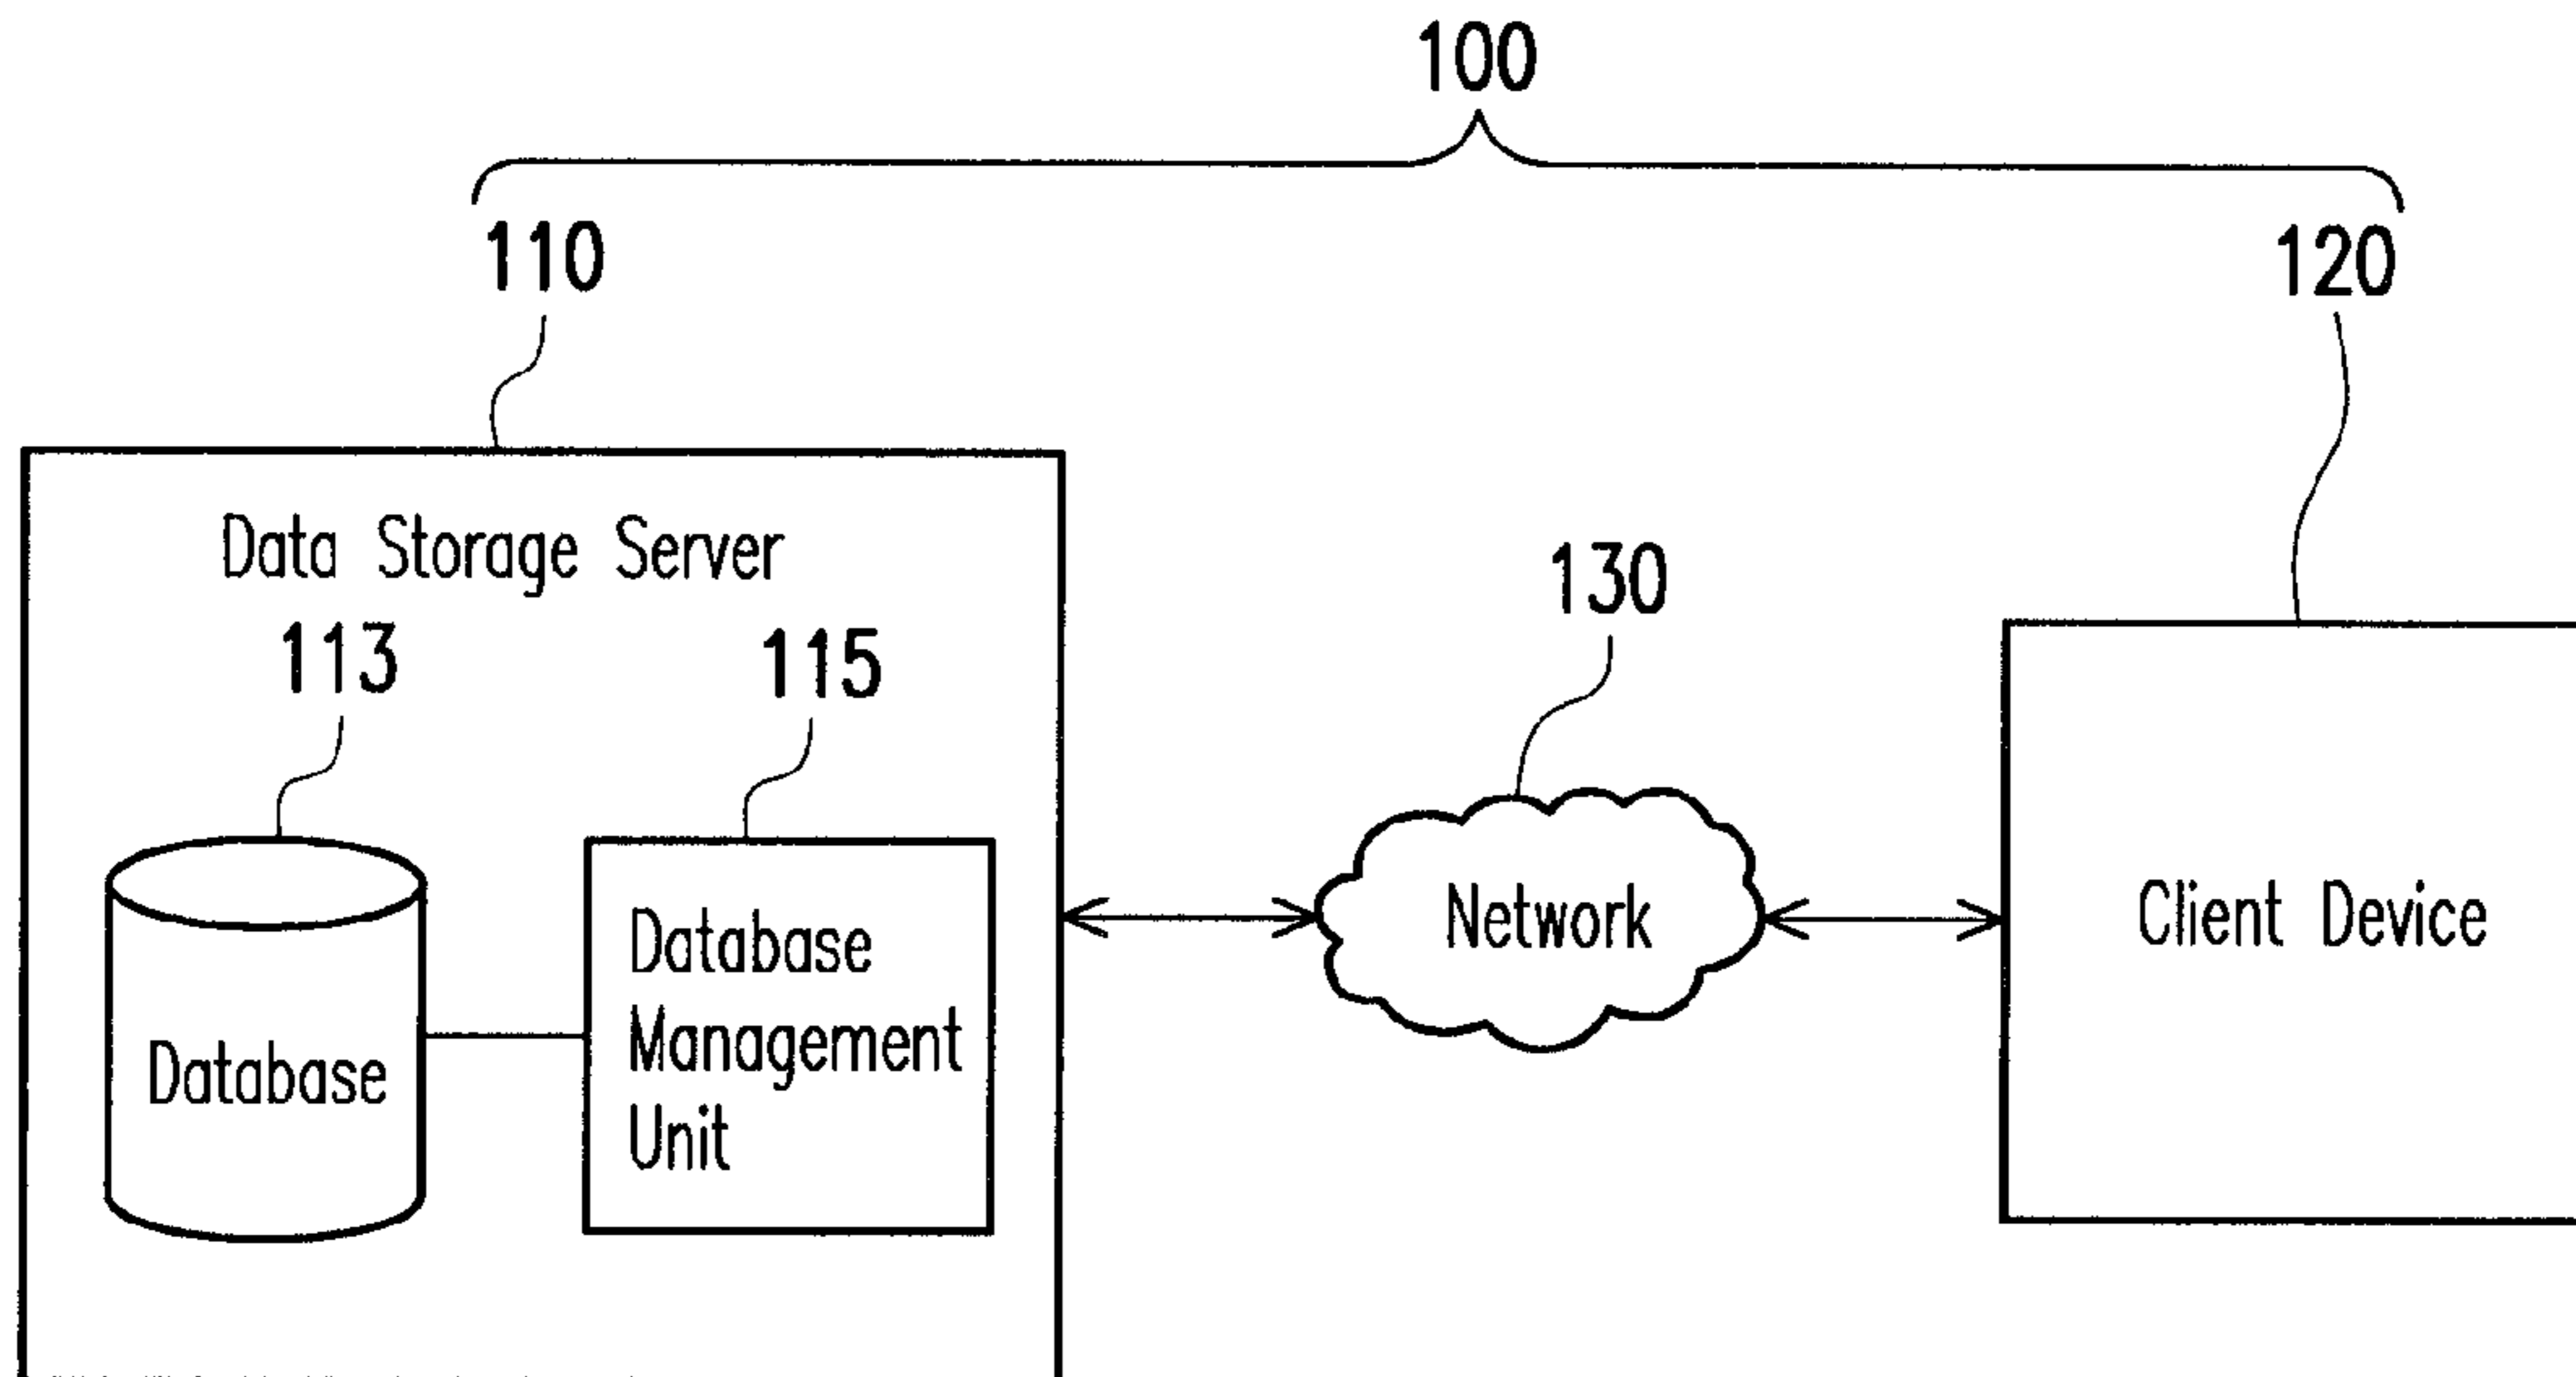 100
110
120
Data Storage Server
130
113
115
Database
Management
Unit
Network
Client Device
Database